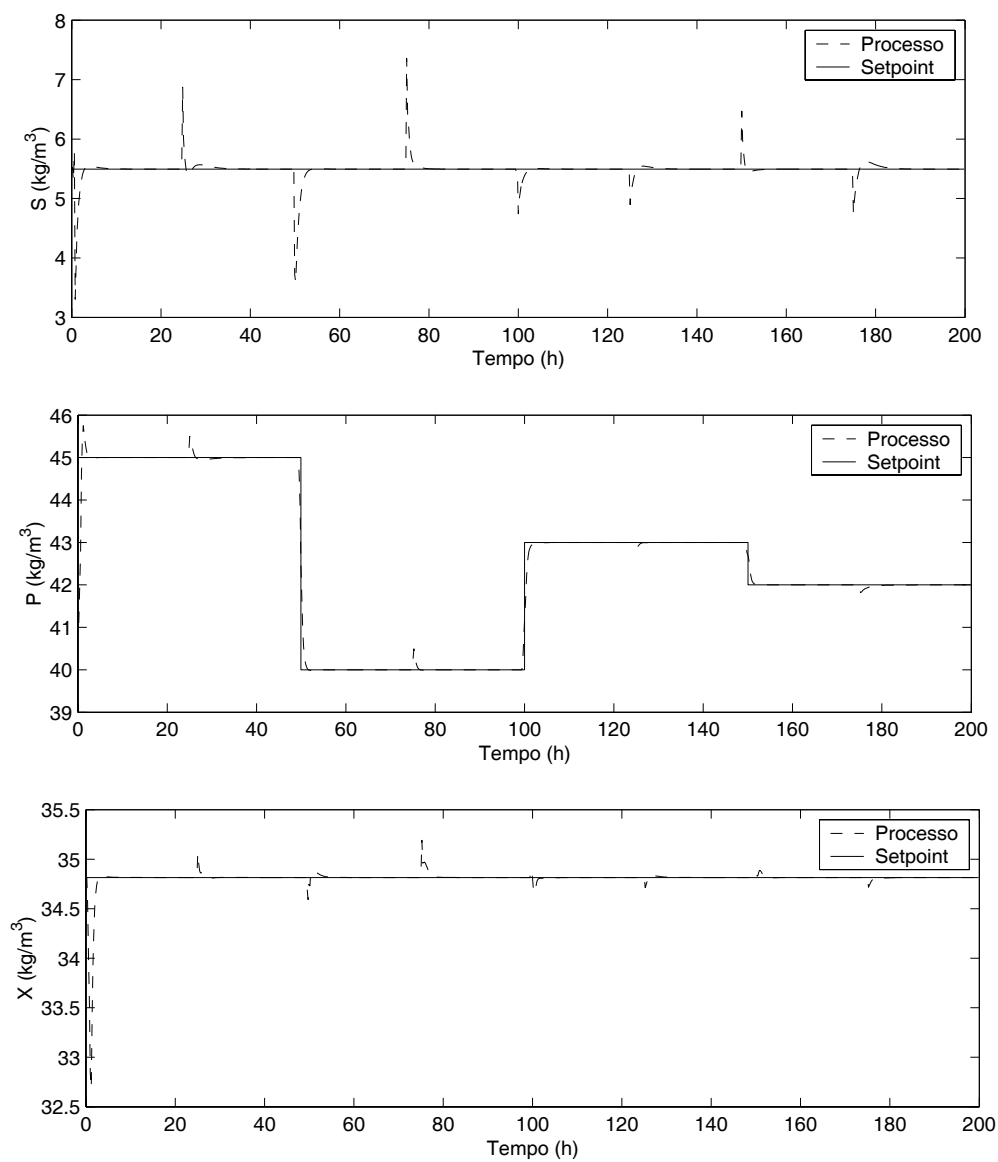 8
7
6
5
4
3
S (kg/m³)
Processo
Setpoint
0 20 40 60 80 100 120 140 160 180 200
Tempo (h)
46
45
44
43
42
41
40
39
P (kg/m³)
Processo
Setpoint
0 20 40 60 80 100 120 140 160 180 200
Tempo (h)
35.5
35
34.5
34
33.5
33
32.5
X (kg/m³)
Processo
Setpoint
0 20 40 60 80 100 120 140 160 180 200
Tempo (h)